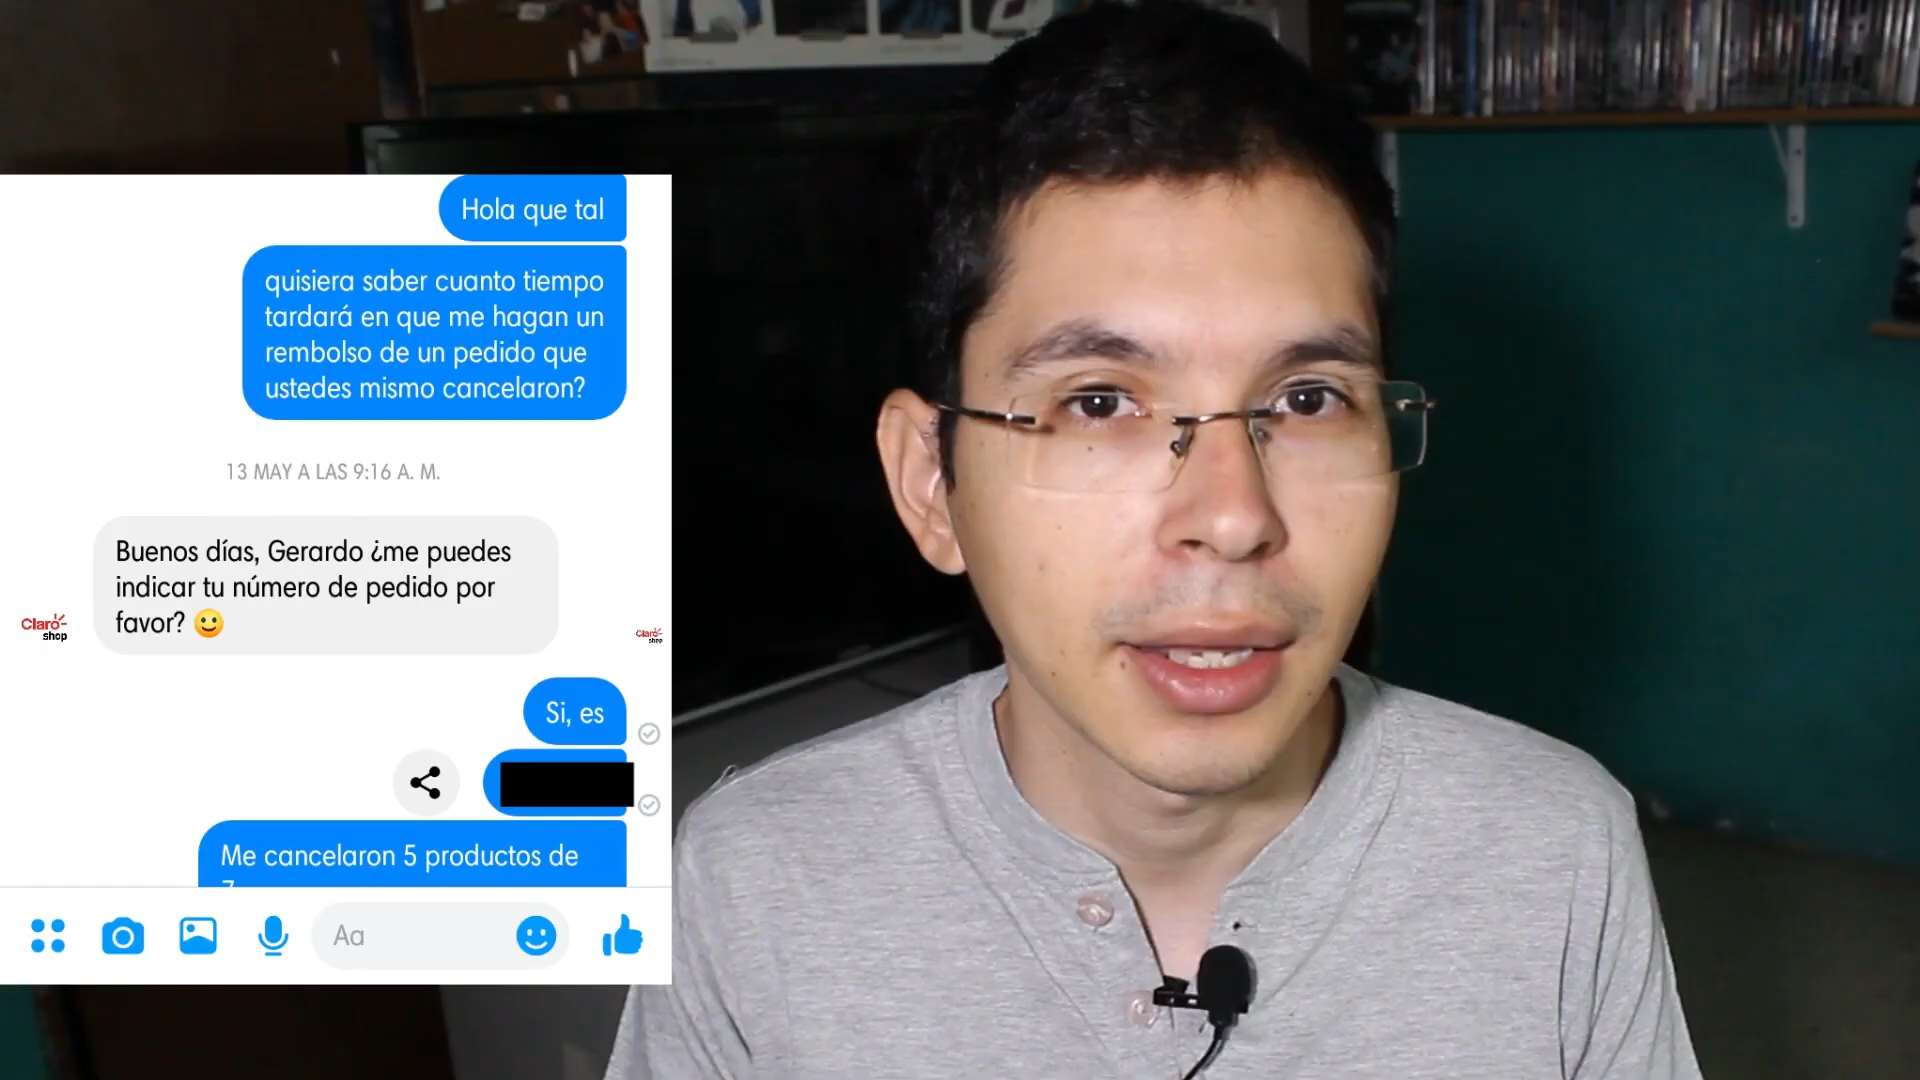 Hola que tal
quisiera saber cuanto tiempo
tardará en que me hagan un
rembolso de un pedido que
ustedes mismo cancelaron?
13 MAY A LAS 9:16 A. M.
Buenos días, Gerardo ¿me puedes
indicar tu número de pedido por
favor? 🙂
Claro
shop
Claro
shop
Si, es
Me cancelaron 5 productos de
Aa